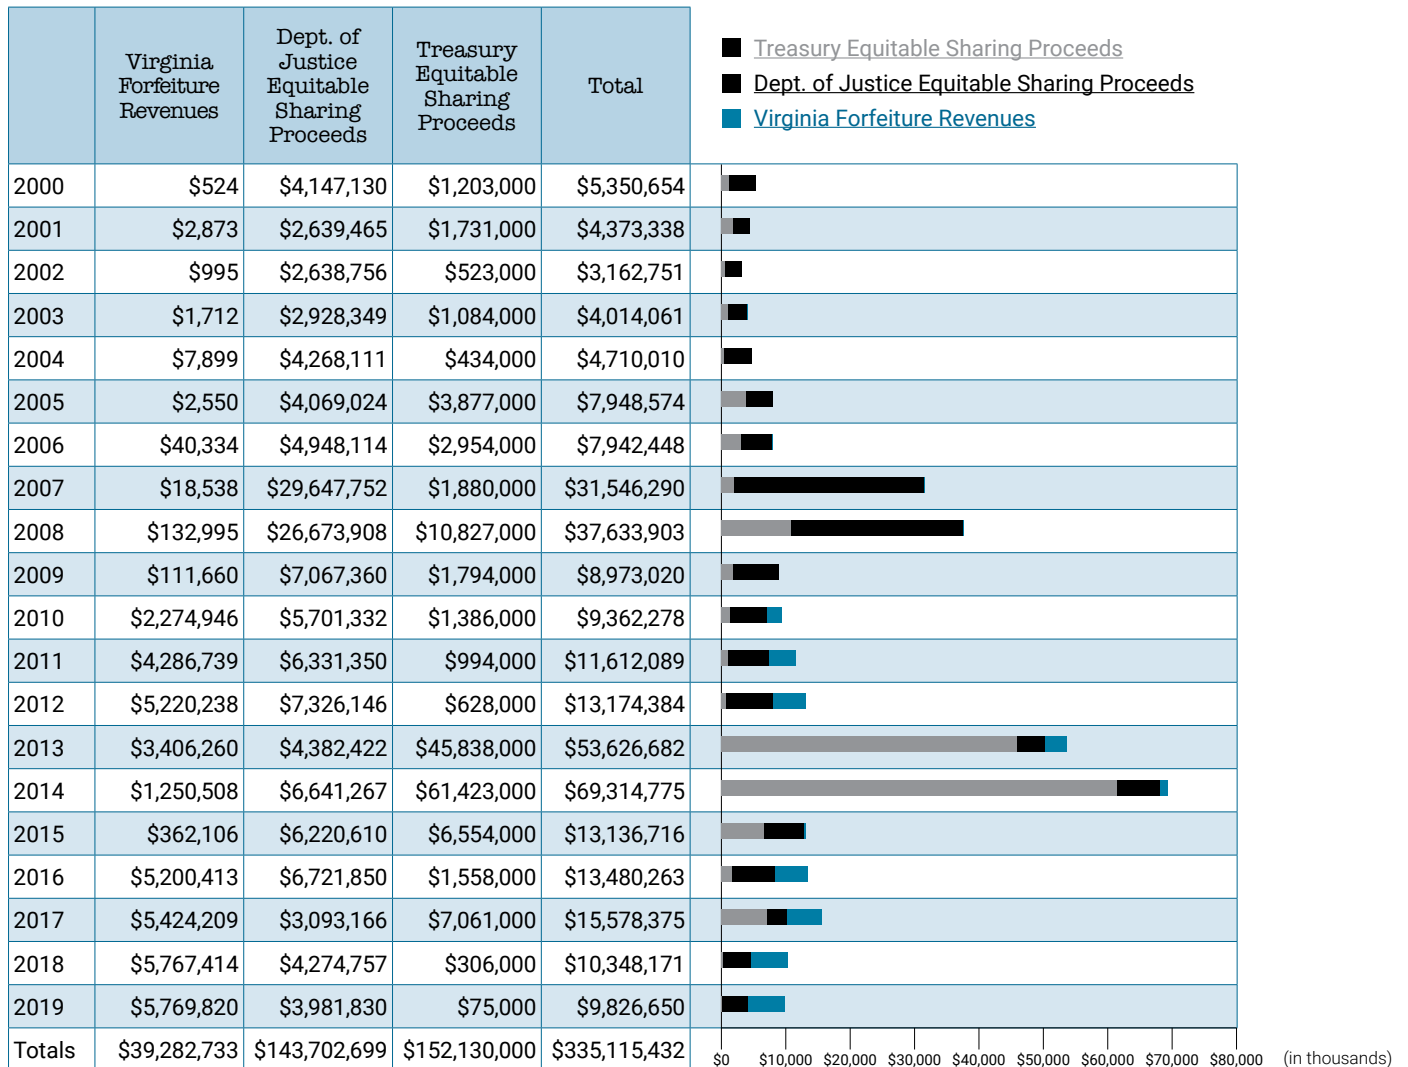 Virginia
Forfeiture
Revenues
Dept. of
Justice
Equitable
Sharing
Proceeds
Treasury
Equitable
Sharing
Proceeds
Total
Treasury Equitable Sharing Proceeds
Dept. of Justice Equitable Sharing Proceeds
Virginia Forfeiture Revenues
2000 $524 $4,147,130 $1,203,000 $5,350,654
2001 $2,873 $2,639,465 $1,731,000 $4,373,338
2002 $995 $2,638,756 $523,000 $3,162,751
2003 $1,712 $2,928,349 $1,084,000 $4,014,061
2004 $7,899 $4,268,111 $434,000 $4,710,010
2005 $2,550 $4,069,024 $3,877,000 $7,948,574
2006 $40,334 $4,948,114 $2,954,000 $7,942,448
2007 $18,538 $29,647,752 $1,880,000 $31,546,290
2008 $132,995 $26,673,908 $10,827,000 $37,633,903
2009 $111,660 $7,067,360 $1,794,000 $8,973,020
2010 $2,274,946 $5,701,332 $1,386,000 $9,362,278
2011 $4,286,739 $6,331,350 $994,000 $11,612,089
2012 $5,220,238 $7,326,146 $628,000 $13,174,384
2013 $3,406,260 $4,382,422 $45,838,000 $53,626,682
2014 $1,250,508 $6,641,267 $61,423,000 $69,314,775
2015 $362,106 $6,220,610 $6,554,000 $13,136,716
2016 $5,200,413 $6,721,850 $1,558,000 $13,480,263
2017 $5,424,209 $3,093,166 $7,061,000 $15,578,375
2018 $5,767,414 $4,274,757 $306,000 $10,348,171
2019 $5,769,820 $3,981,830 $75,000 $9,826,650
Totals $39,282,733 $143,702,699 $152,130,000 $335,115,432
$0 $10,000 $20,000 $30,000 $40,000 $50,000 $60,000 $70,000 $80,000 (in thousands)